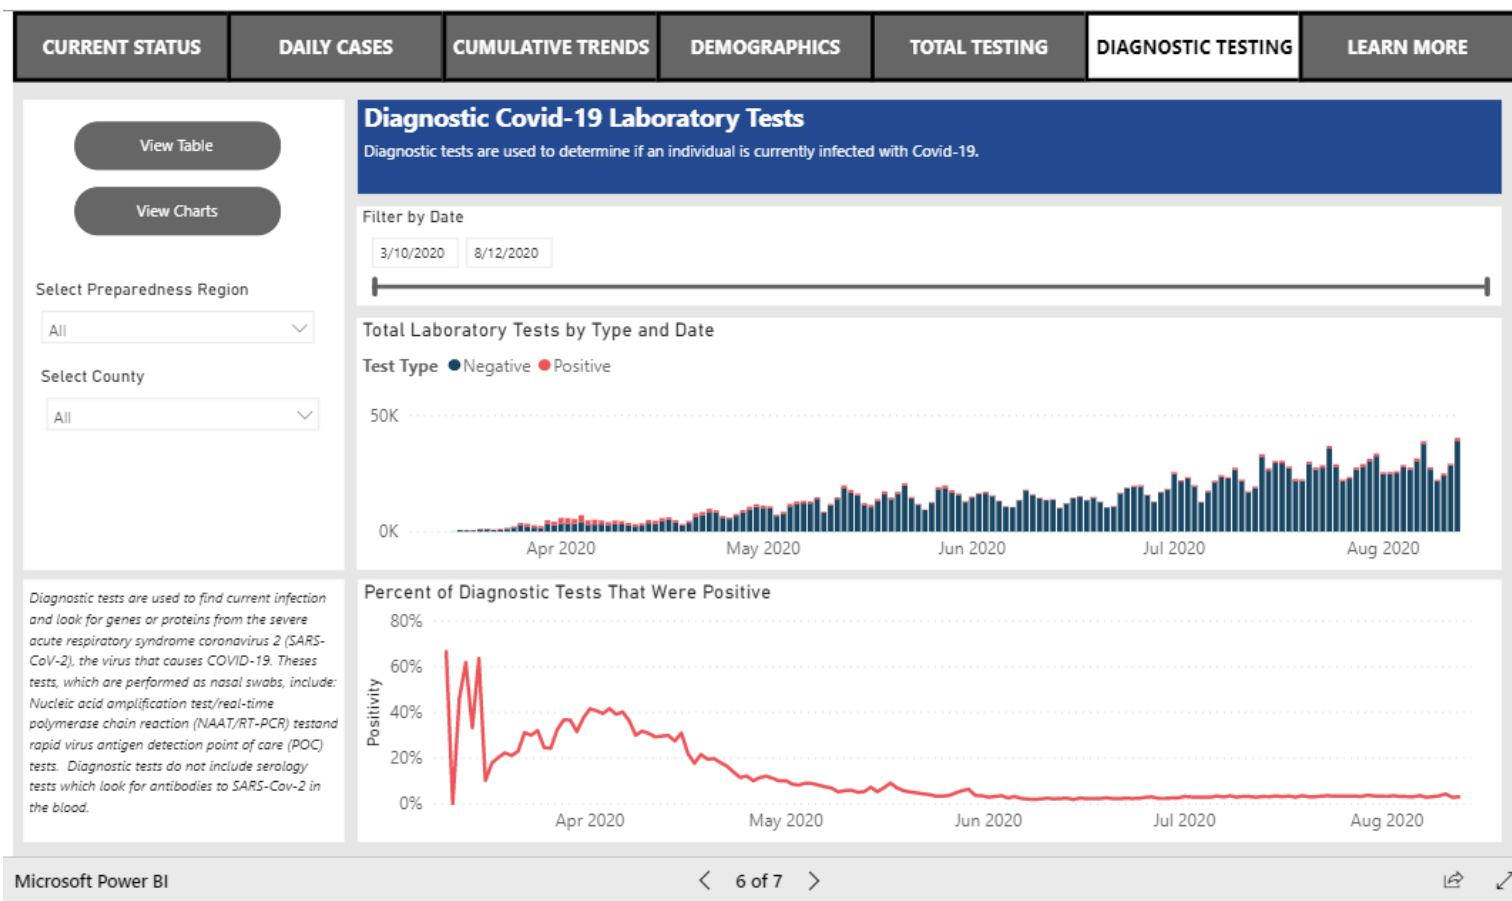 CURRENT STATUS
DAILY CASES
CUMULATIVE TRENDS
DEMOGRAPHICS
TOTAL TESTING
DIAGNOSTIC TESTING
LEARN MORE
View Table
View Charts
Select Preparedness Region
All
Select County
All
Diagnostic tests are used to find current infection
and look for genes or proteins from the severe
acute respiratory syndrome coronavirus 2 (SARS-
CoV-2), the virus that causes COVID-19. Theses
tests, which are performed as nasal swabs, include:
Nucleic acid amplification test/real-time
polymerase chain reaction (NAAT/RT-PCR) testand
rapid virus antigen detection point of care (POC)
tests. Diagnostic tests do not include serology
tests which look for antibodies to SARS-Cov-2 in
the blood.
Diagnostic Covid-19 Laboratory Tests
Diagnostic tests are used to determine if an individual is currently infected with Covid-19.
Filter by Date
3/10/2020
8/12/2020
Total Laboratory Tests by Type and Date
Test Type Negative Positive
50K
0K
Apr 2020
May 2020
Jun 2020
Jul 2020
Aug 2020
Percent of Diagnostic Tests That Were Positive
Positivity
80%
60%
40%
20%
0%
Apr 2020
May 2020
Jun 2020
Jul 2020
Aug 2020
Microsoft Power BI
6 of 7